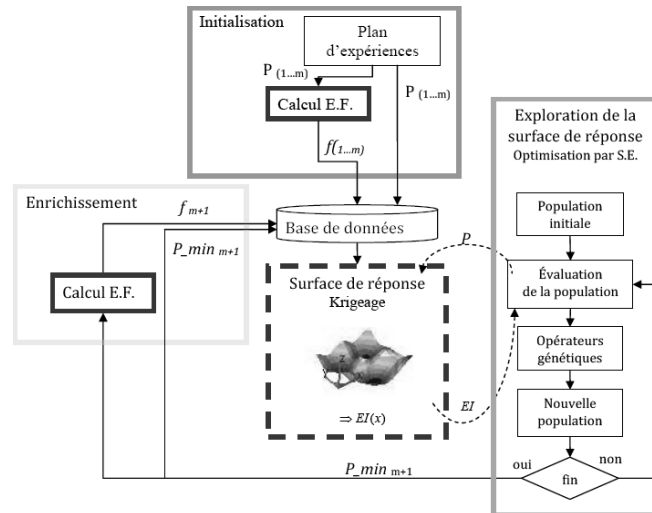 Initialisation
Plan
d'expériences
P (1...m)
P (1...m)
Calcul E.F.
f(1...m)
Exploration de la
surface de réponse
Optimisation par S.E.
Enrichissement
f m+1
P_min m+1
Calcul E.F.
Base de données
Surface de réponse
Krigeage
z
⇒ EI(x)
P
EI
Population
initiale
Évaluation
de la population
Opérateurs
génétiques
Nouvelle
population
oui
fin
non
P_min m+1